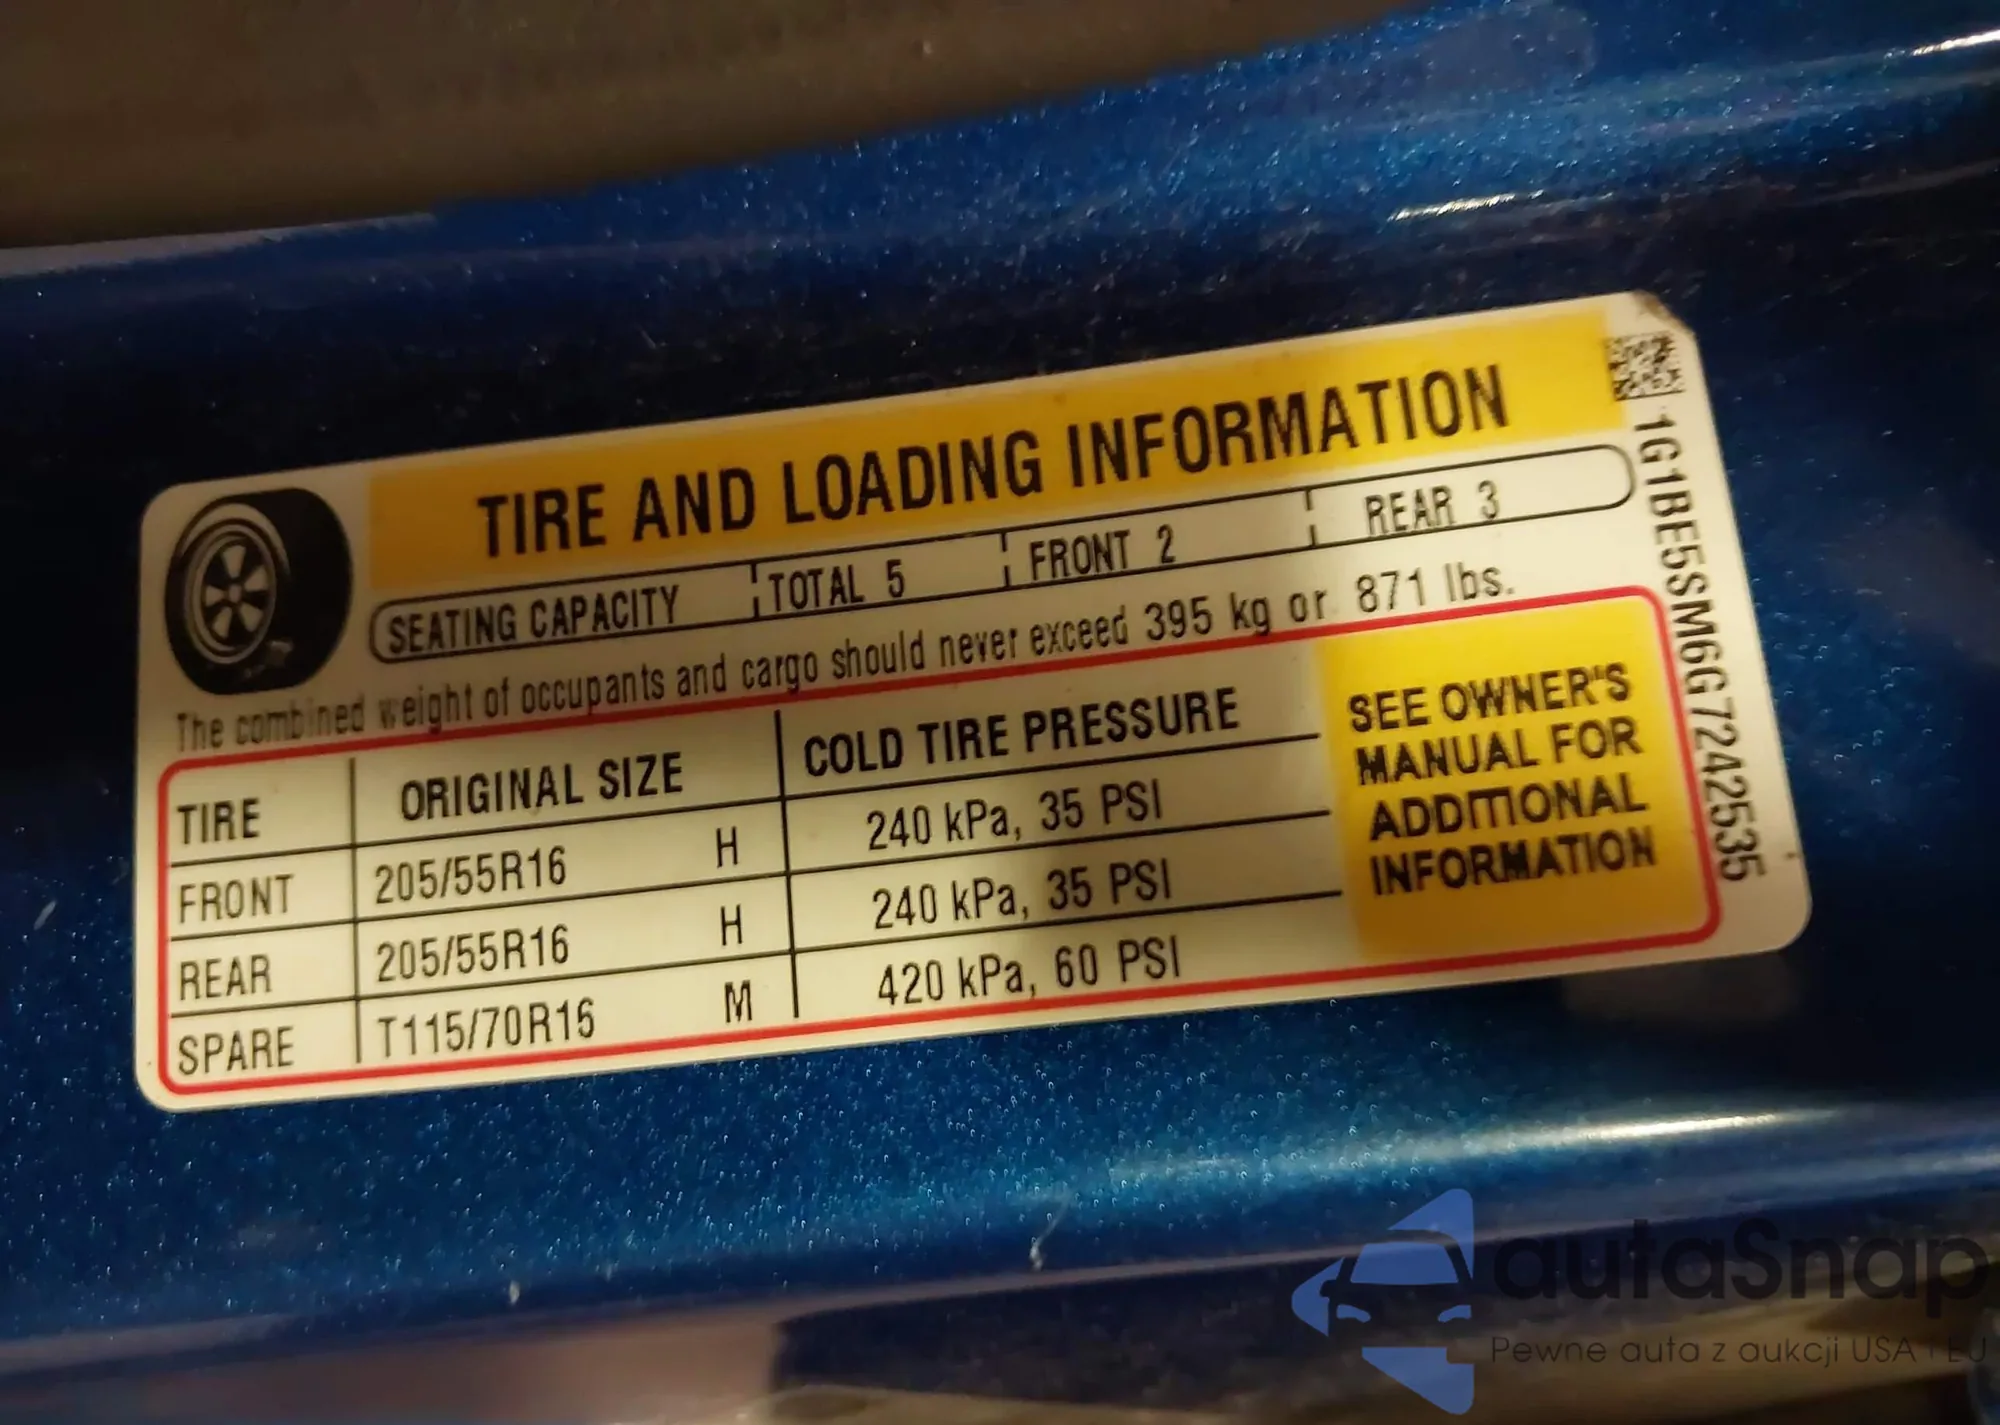 TIRE AND LOADING INFORMATION
SEATING CAPACITY TOTAL 5 FRONT 2 REAR 3
The combined weight of occupants and cargo should never exceed 395 kg or 871 lbs.
TIRE ORIGINAL SIZE COLD TIRE PRESSURE
FRONT 205/55R16 H 240 kPa, 35 PSI
REAR 205/55R16 H 240 kPa, 35 PSI
SPARE T115/70R16 M 420 kPa, 60 PSI
SEE OWNER'S
MANUAL FOR
ADDITIONAL
INFORMATION
1G1BE5SM6G7242535
autaSnap
Pewne auta z aukcji USA i EU